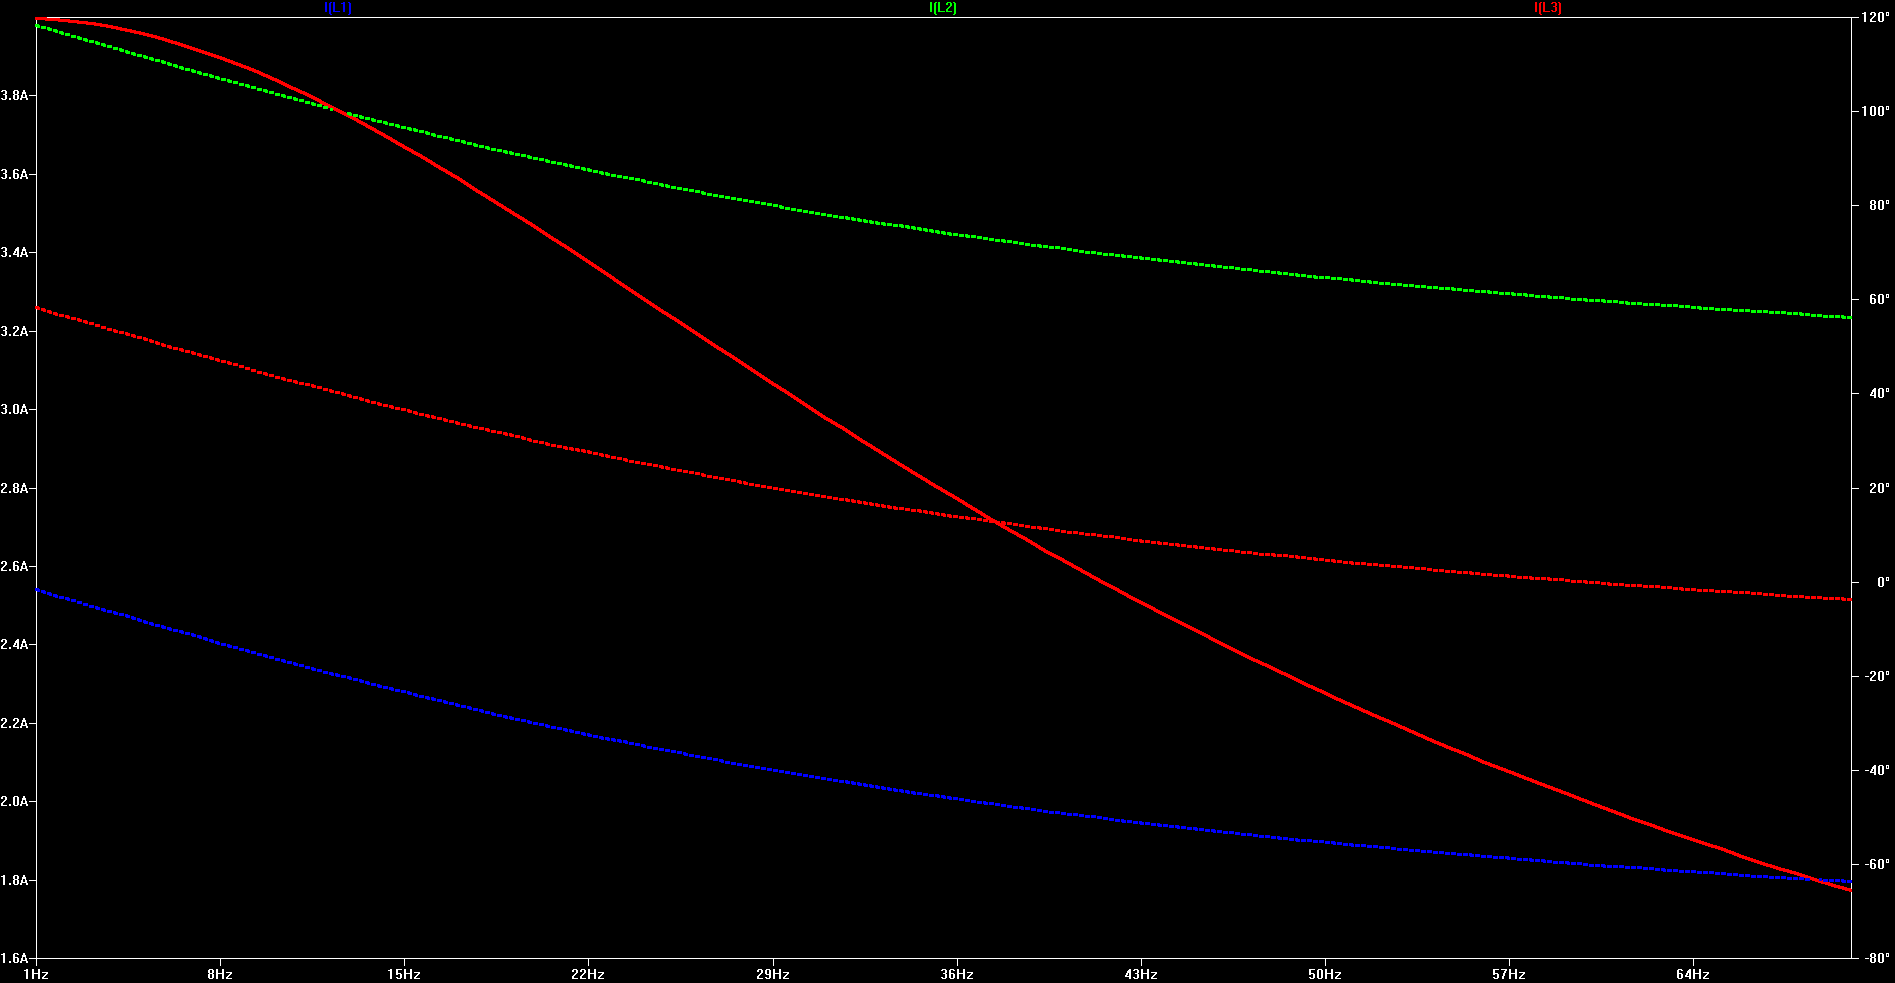 I(L1) I(L2) I(L3)
120°
3.8A
100°
3.6A
80°
3.4A
60°
3.2A
40°
3.0A
2.8A
20°
2.6A
0°
2.4A
-20°
2.2A
-40°
2.0A
-60°
1.8A
1.6A
-80°
1Hz 8Hz 15Hz 22Hz 29Hz 36Hz 43Hz 50Hz 57Hz 64Hz